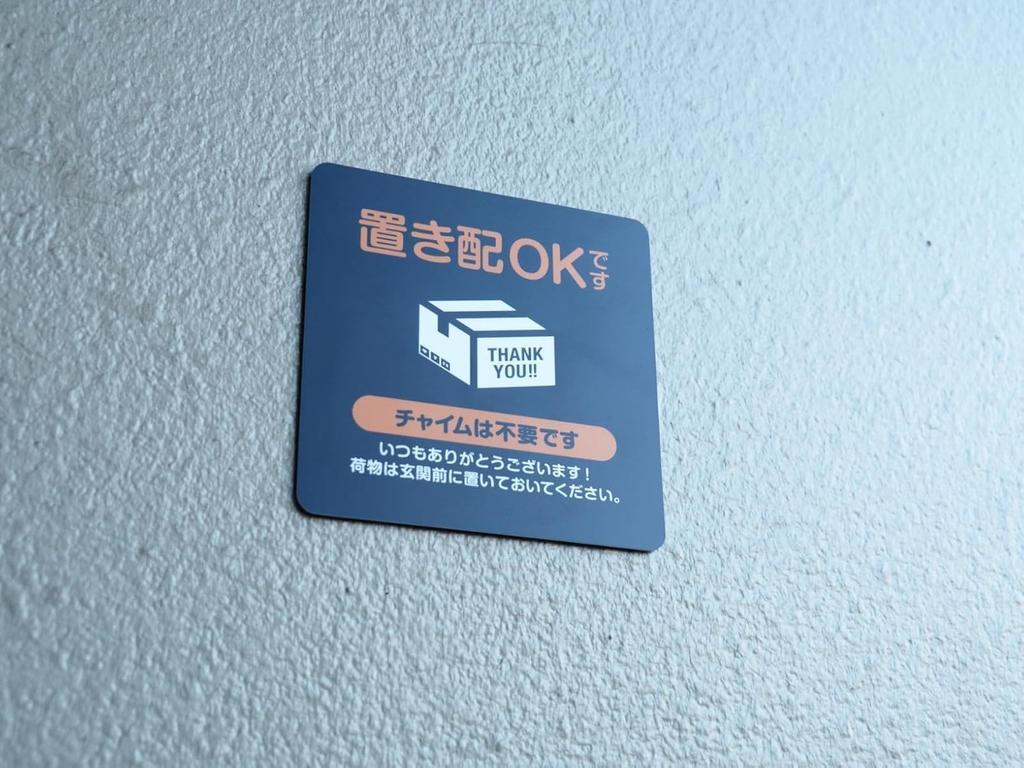 置き配OKです
THANK
YOU!!
チャイムは不要です
いつもありがとうございます!
荷物は玄関前に置いておいてください。